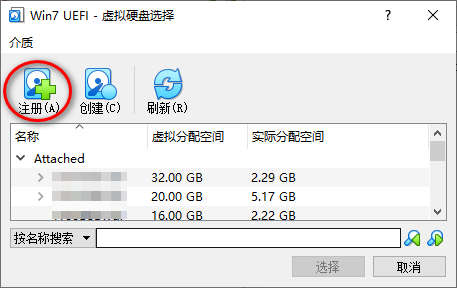 Win7 UEFI - 虚拟硬盘选择
介质
注册(A) 创建(C) 刷新(R)
名称 虚拟分配空间 实际分配空间
Attached
32.00 GB 2.29 GB
20.00 GB 5.17 GB
16.00 GB 2.22 GB
按名称搜索
选择 取消